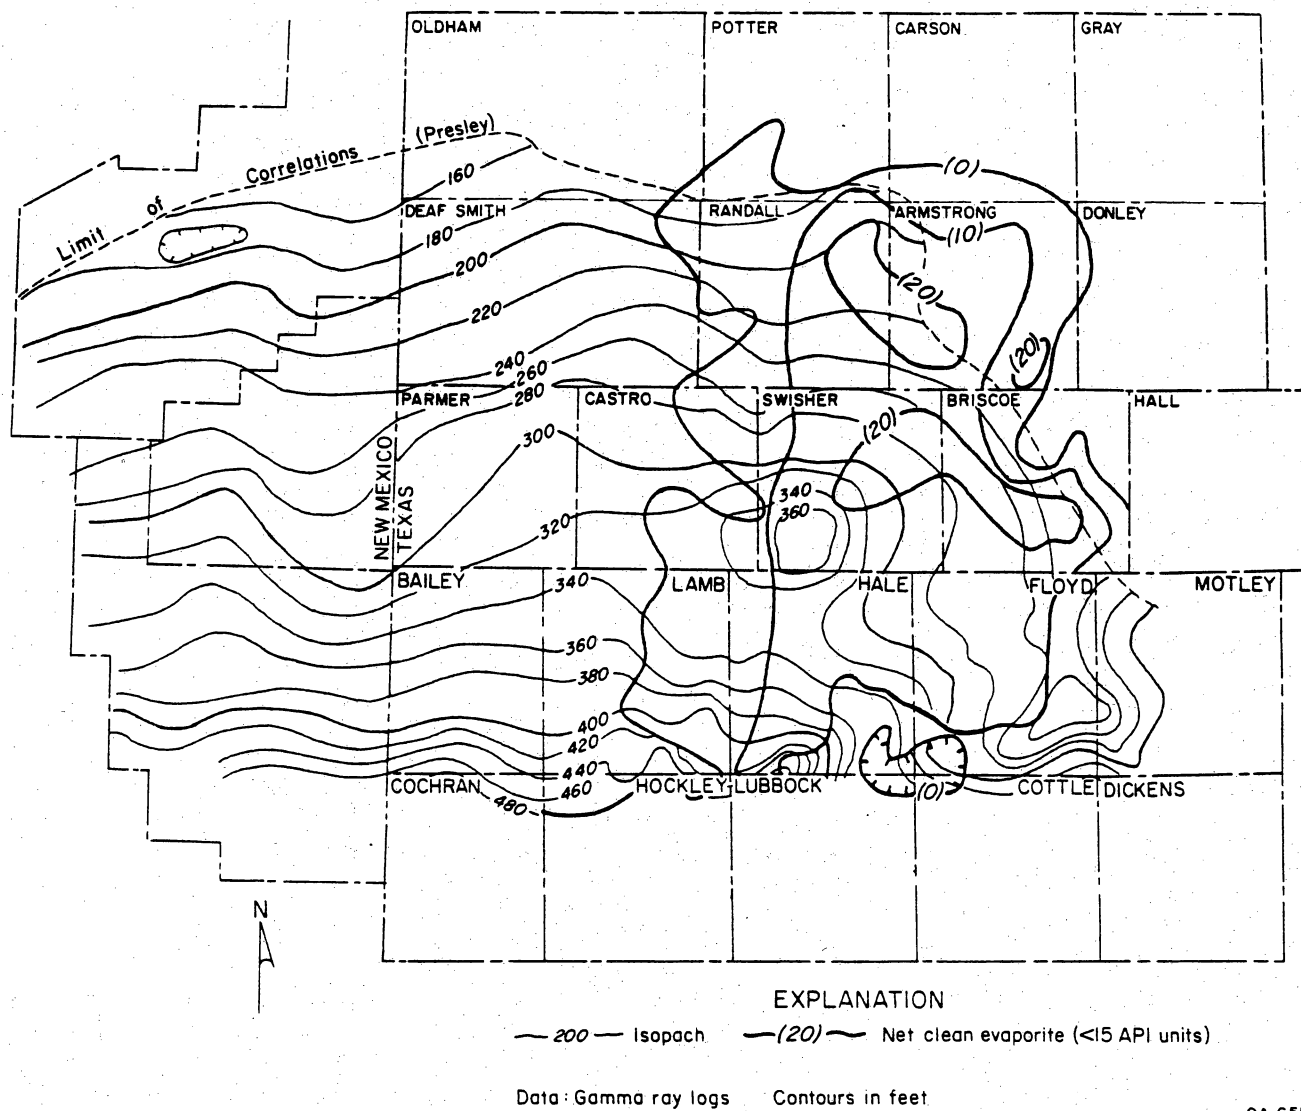 OLDHAM
POTTER
CARSON
GRAY
Limit of Correlations (Presley)
160
(0)
DEAF SMITH
RANDALL
ARMSTRONG
DONLEY
180
(10)
200
(20)
220
240
260
280
(20)
PARMER
CASTRO
SWISHER
BRISCOE
HALL
300
(20)
NEW MEXICO
TEXAS
320
340
360
BAILEY
LAMB
HALE
FLOYD
MOTLEY
340
360
380
400
420
440
460
480
COCHRAN
HOCKLEY
LUBBOCK
(0)
COTTLE
DICKENS
N
EXPLANATION
200 Isopach (20) Net clean evaporite (<15 API units)
Data: Gamma ray logs Contours in feet